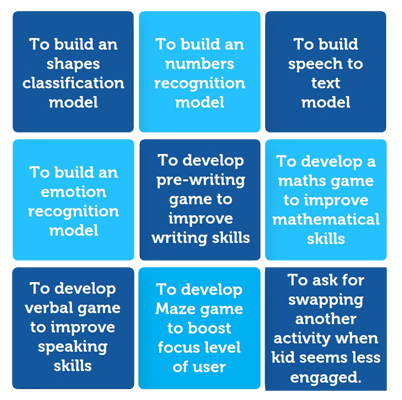 To build an
shapes
classification
model
To build an
numbers
recognition
model
To build
speech to
text
model
To build an
emotion
recognition
model
To develop
pre-writing
game to
improve
writing skills
To develop a
maths game
to improve
mathematical
skills
To develop
verbal game
to improve
speaking
skills
To develop
Maze game
to boost
focus level
of user
To ask for
swapping
another
activity when
kid seems less
engaged.